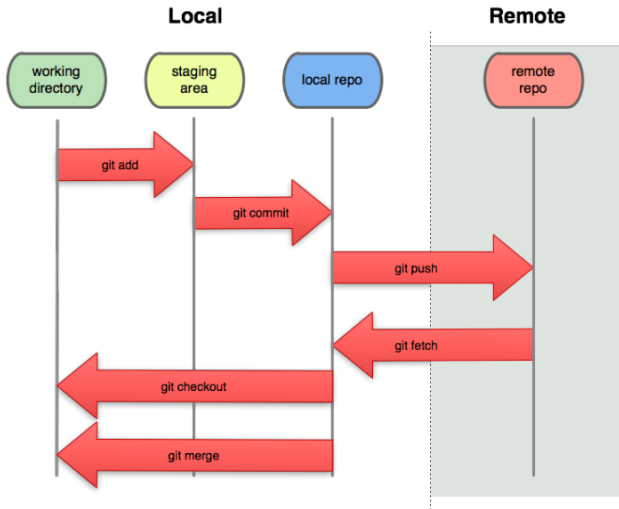 Local
Remote
working
directory
staging
area
local repo
remote
repo
git add
git commit
git push
git fetch
git checkout
git merge